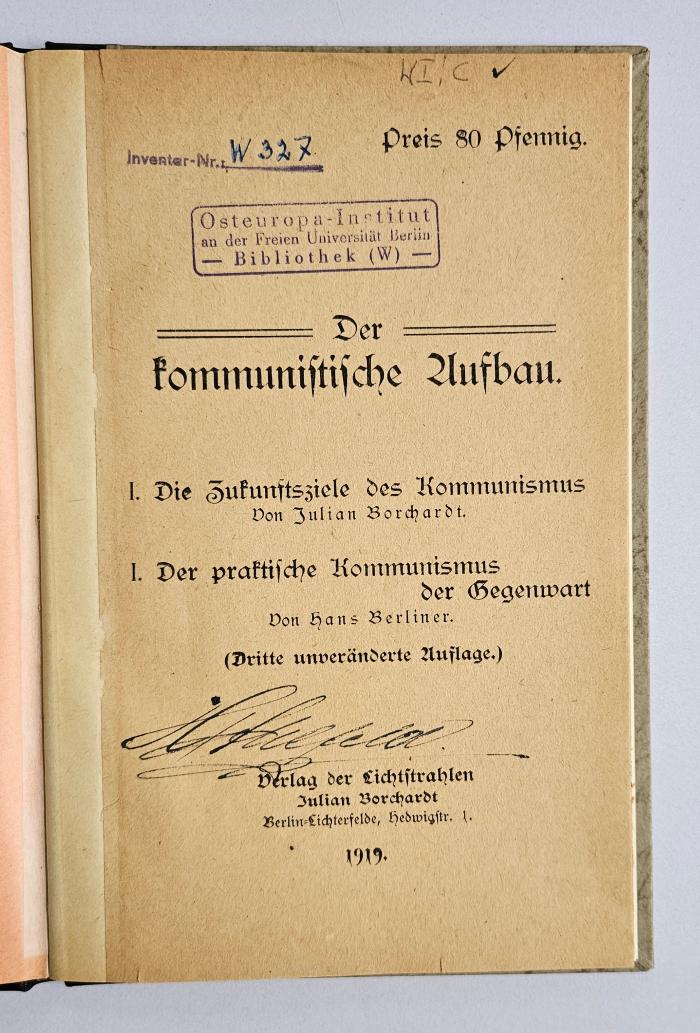 WI/C ✓
Preis 80 Pfennig.
Inventar-Nr.: W 327
Osteuropa-Institut
an der Freien Universität Berlin
— Bibliothek (W) —
Der
kommuniſtiſche Aufbau.
I. Die Zukunftsziele des Kommunismus
Von Julian Borchardt.
I. Der praktiſche Kommunismus
der Gegenwart
Von Hans Berliner.
(Dritte unveränderte Auflage.)
Verlag der Lichtſtrahlen
Julian Borchardt
Berlin-Lichterfelde, Hedwigſtr. 1.
1919.